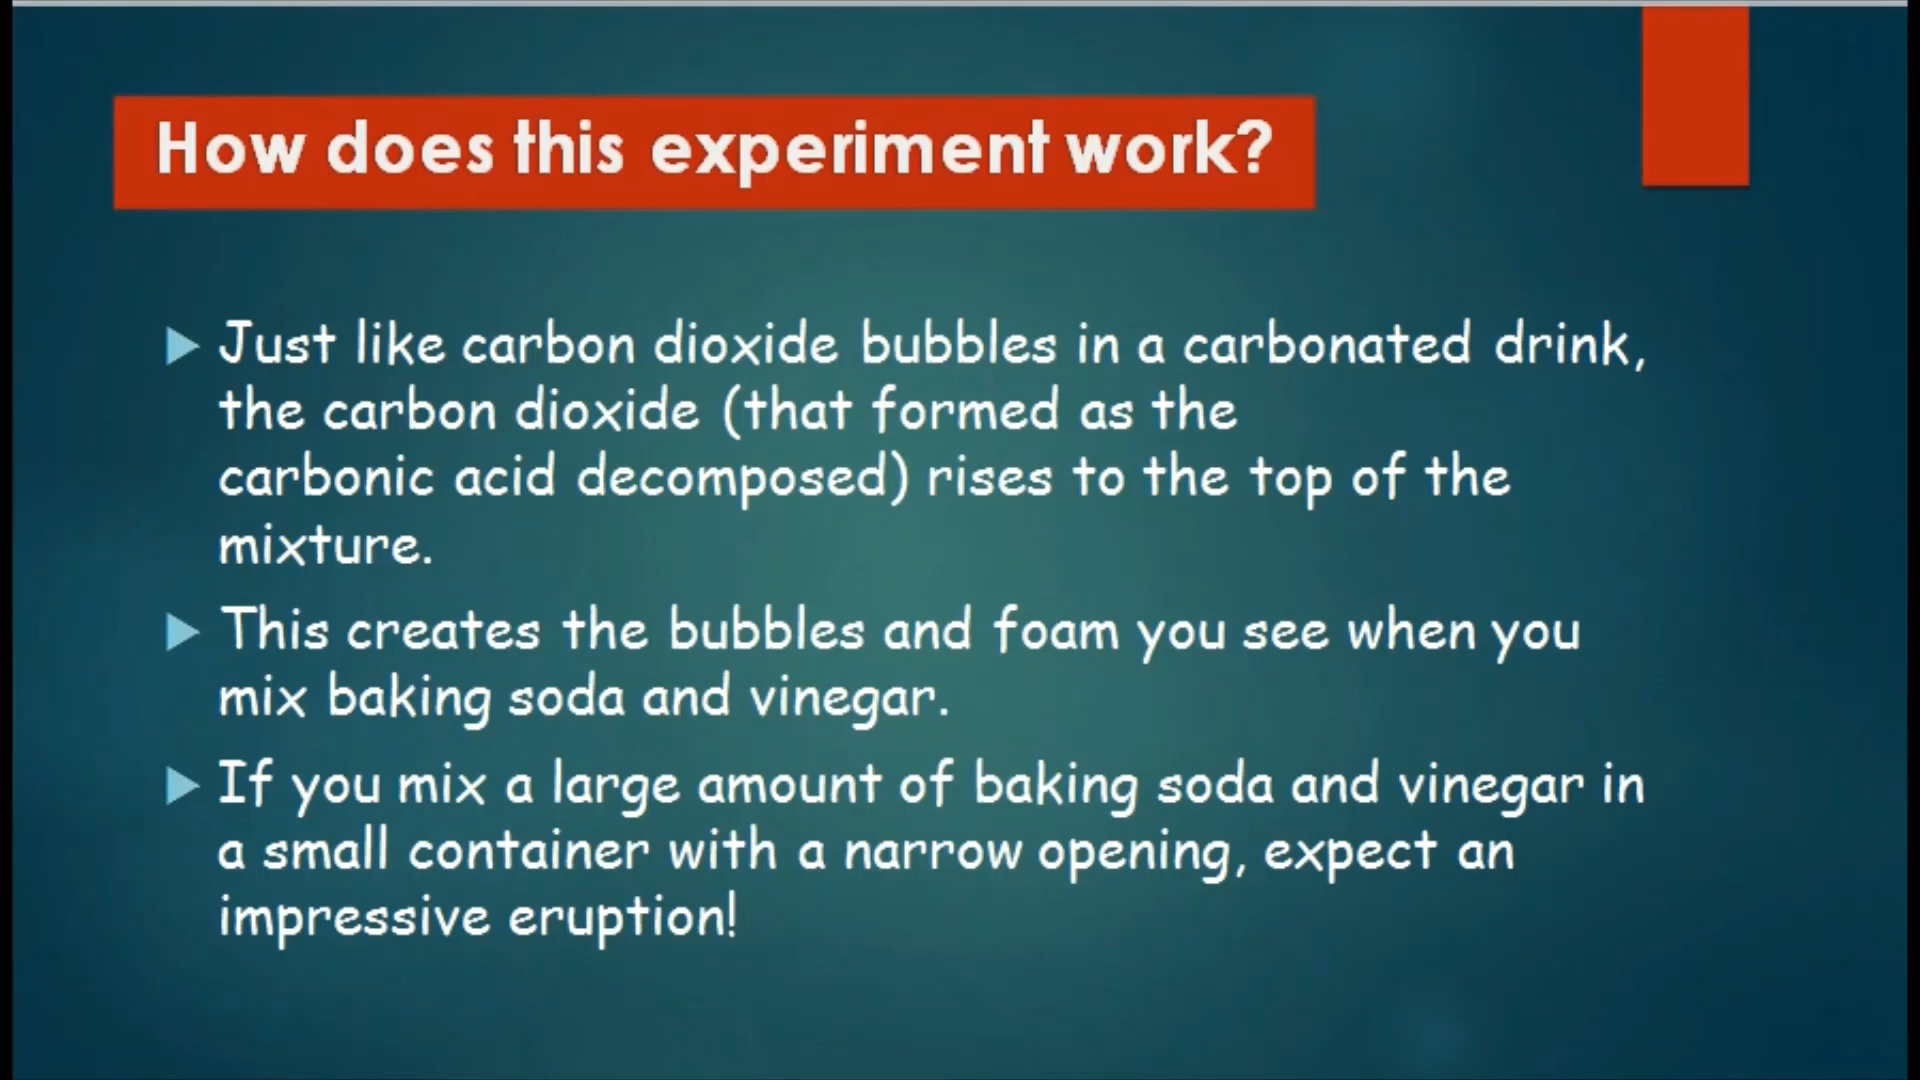 How does this experiment work?
Just like carbon dioxide bubbles in a carbonated drink,
the carbon dioxide (that formed as the
carbonic acid decomposed) rises to the top of the
mixture.
This creates the bubbles and foam you see when you
mix baking soda and vinegar.
If you mix a large amount of baking soda and vinegar in
a small container with a narrow opening, expect an
impressive eruption!